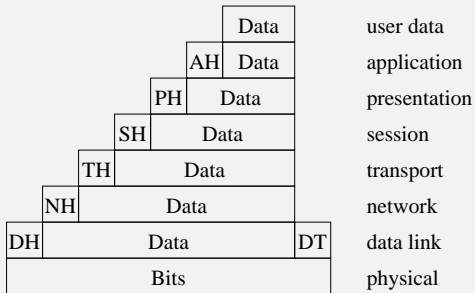 Data user data
AH Data application
PH Data presentation
SH Data session
TH Data transport
NH Data network
DH Data DT data link
Bits physical